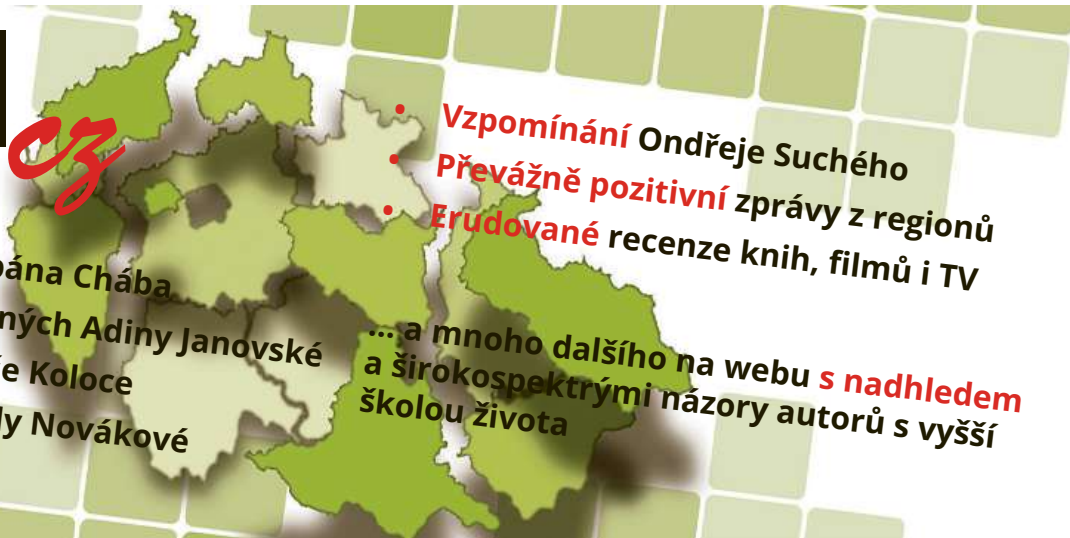 cz
• Vzpomínání Ondřeje Suchého
• Převážně pozitivní zprávy z regionů
• Erudované recenze knih, filmů i TV
Chába
ných Adiny Janovské
Koloce
Novákové
... a mnoho dalšího na webu s nadhledem
a širokospektrými názory autorů s vyšší
školou života